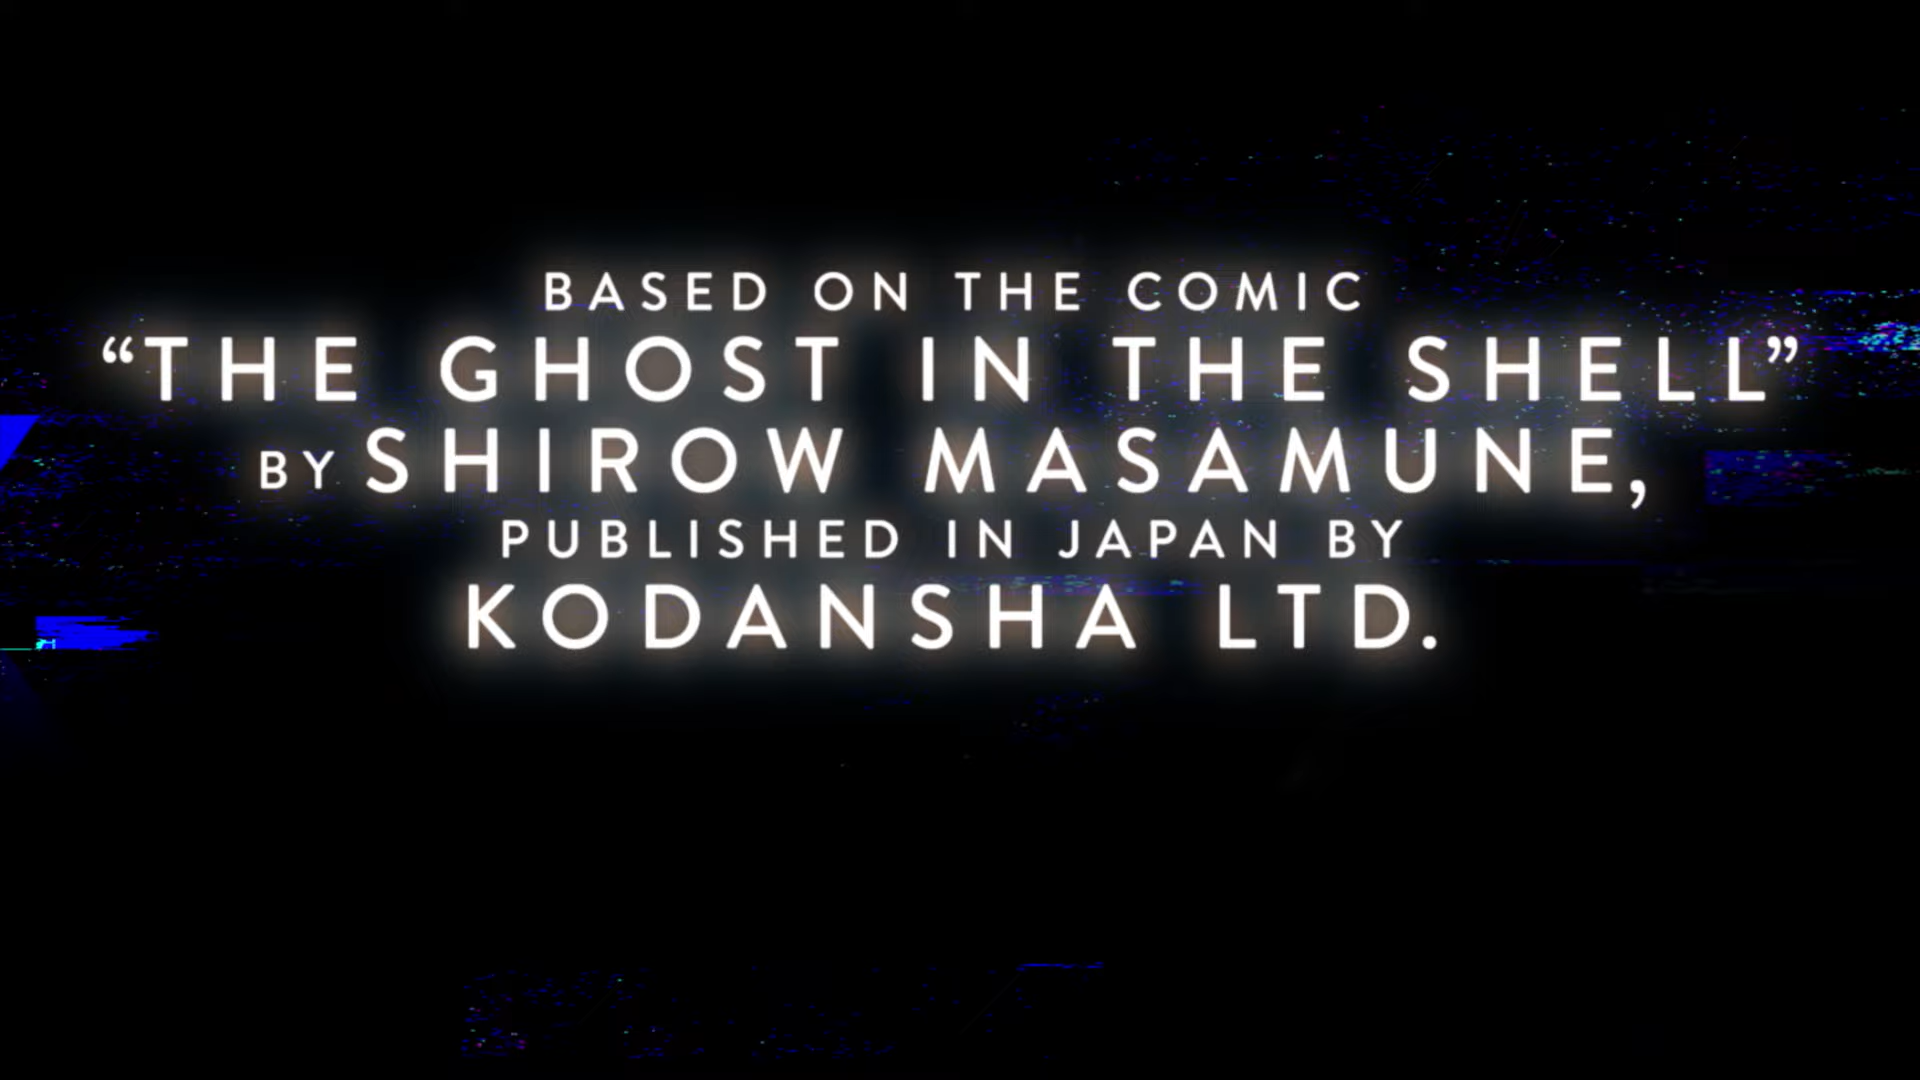 BASED ON THE COMIC
“THE GHOST IN THE SHELL”
BY SHIROW MASAMUNE,
PUBLISHED IN JAPAN BY
KODANSHA LTD.